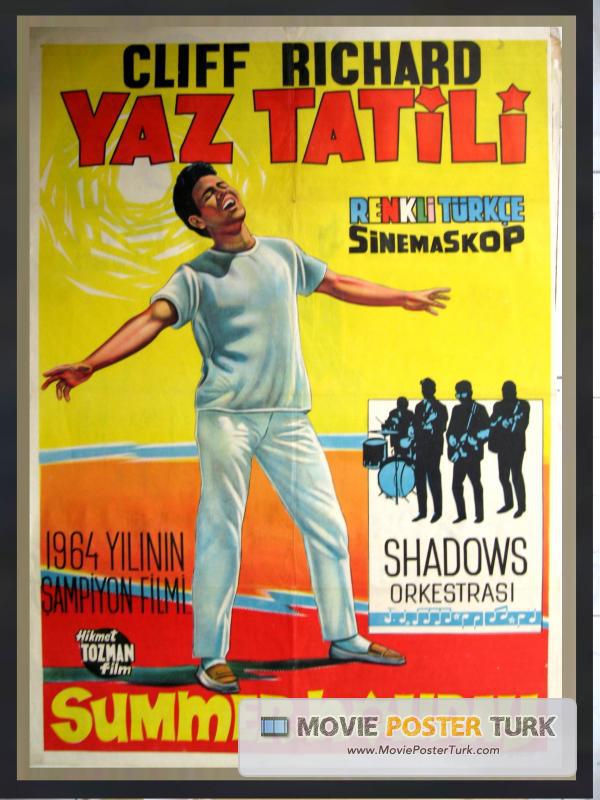 CLIFF RICHARD
YAZ TATİLİ
RENKLİ TÜRKÇE
SİNEMASKOP
1964 YILININ
ŞAMPİYON FİLMİ
SHADOWS
ORKESTRASI
Hikmet
TOZMAN
film
SUMMER
MOVIE POSTER TURK
www.MoviePosterTurk.com